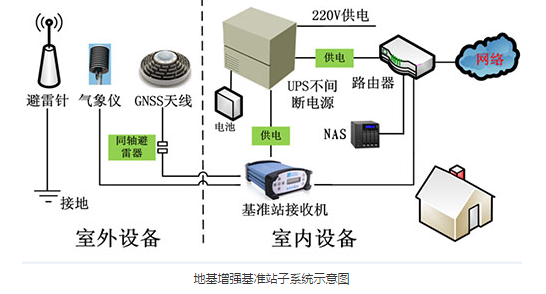 220V供电
供电
网络
避雷针
气象仪
GNSS天线
UPS不间
断电源
路由器
电池
NAS
同轴避
雷器
供电
接地
基准站接收机
室外设备
室内设备
地基增强基准站子系统示意图